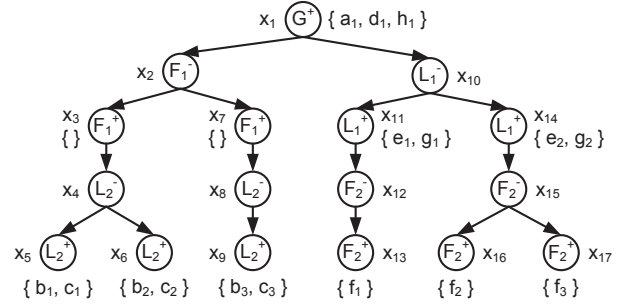 x₁ G⁺ { a₁, d₁, h₁ }
x₂ F₁⁻ L₁⁻ x₁₀
x₃ F₁⁺ x₇ F₁⁺ L₁⁺ x₁₁ L₁⁺ x₁₄
{ } { } { e₁, g₁ } { e₂, g₂ }
x₄ L₂⁻ x₈ L₂⁻ F₂⁻ x₁₂ F₂⁻ x₁₅
x₅ L₂⁺ x₆ L₂⁺ x₉ L₂⁺ F₂⁺ x₁₃ F₂⁺ x₁₆ F₂⁺ x₁₇
{ b₁, c₁ } { b₂, c₂ } { b₃, c₃ } { f₁ } { f₂ } { f₃ }